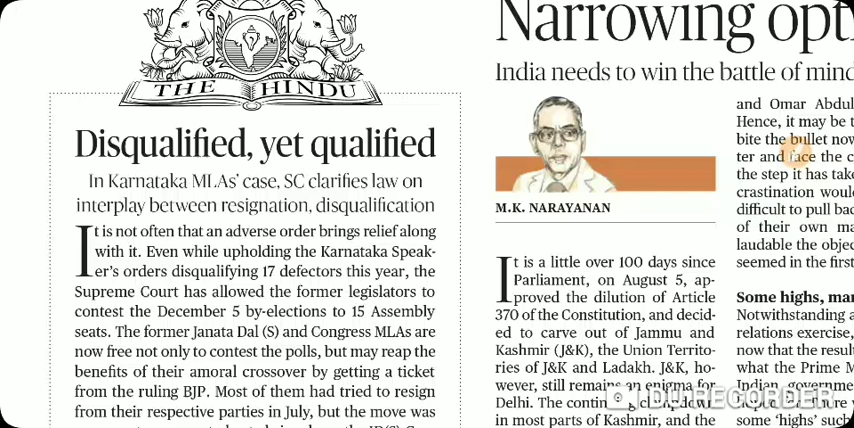 THE HINDU
Disqualified, yet qualified
In Karnataka MLAs' case, SC clarifies law on
interplay between resignation, disqualification
It is not often that an adverse order brings relief along
with it. Even while upholding the Karnataka Speak-
er's orders disqualifying 17 defectors this year, the
Supreme Court has allowed the former legislators to
contest the December 5 by-elections to 15 Assembly
seats. The former Janata Dal (S) and Congress MLAs are
now free not only to contest the polls, but may reap the
benefits of their amoral crossover by getting a ticket
from the ruling BJP. Most of them had tried to resign
from their respective parties in July, but the move was
Narrowing opt
India needs to win the battle of mind
M.K. NARAYANAN
It is a little over 100 days since
Parliament, on August 5, ap-
proved the dilution of Article
370 of the Constitution, and decid-
ed to carve out of Jammu and
Kashmir (J&K), the Union Territo-
ries of J&K and Ladakh. J&K, ho-
wever, still remains an enigma for
Delhi. The contin
in most parts of Kashmir, and the
and Omar Abdul
Hence, it may be t
bite the bullet now
ter and face the c
the step it has take
crastination would
difficult to pull bac
of their own ma
laudable the objec
seemed in the first
Some highs, mar
Notwithstanding a
relations exercise,
now that the result
what the Prime M
Indian governme
some 'highs' such
DU RECORDER